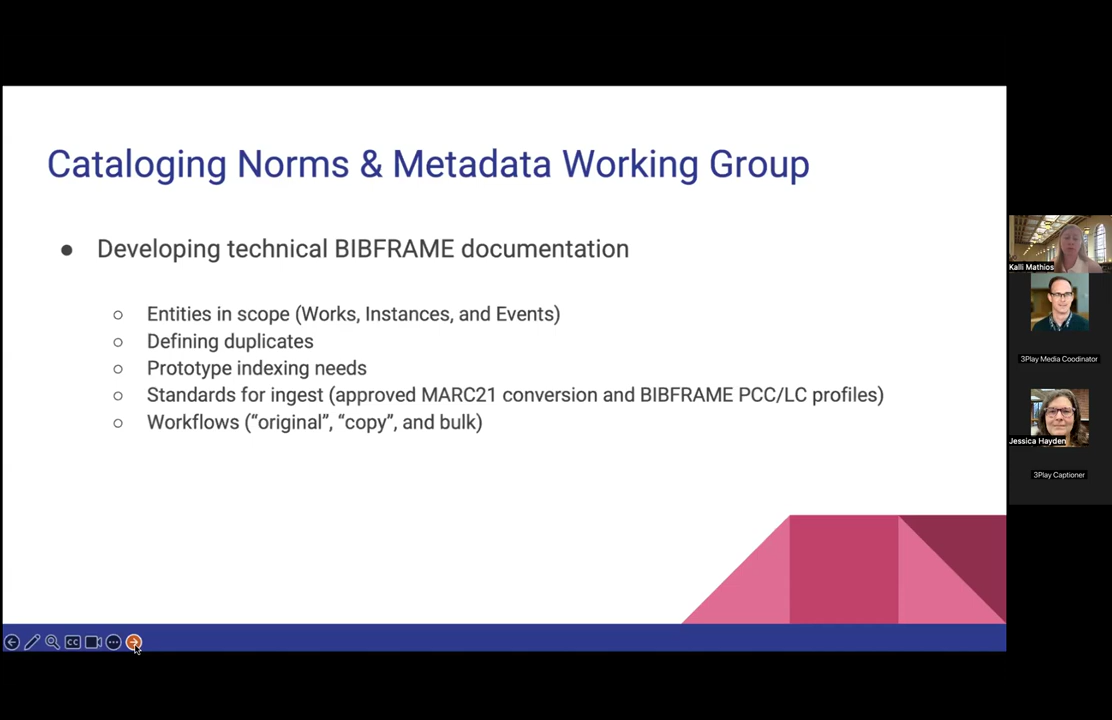 Cataloging Norms & Metadata Working Group
● Developing technical BIBFRAME documentation
○ Entities in scope (Works, Instances, and Events)
○ Defining duplicates
○ Prototype indexing needs
○ Standards for ingest (approved MARC21 conversion and BIBFRAME PCC/LC profiles)
○ Workflows (“original”, “copy”, and bulk)
CC
Kalli Mathios
3Play Media Coodinator
Jessica Hayden
3Play Captioner